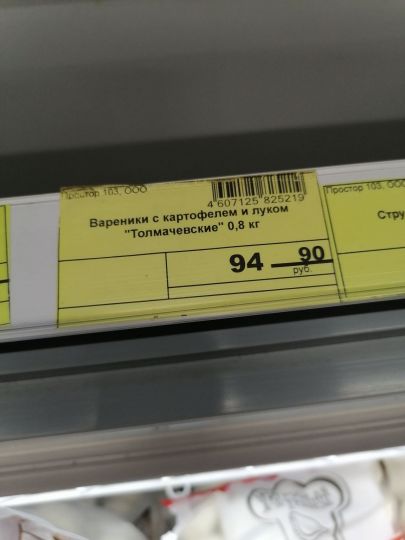 Простор 103, ООО
4 607125 825219
Вареники с картофелем и луком
"Толмачевские" 0,8 кг
94 90
руб.
Простор 103, ООО
Стру